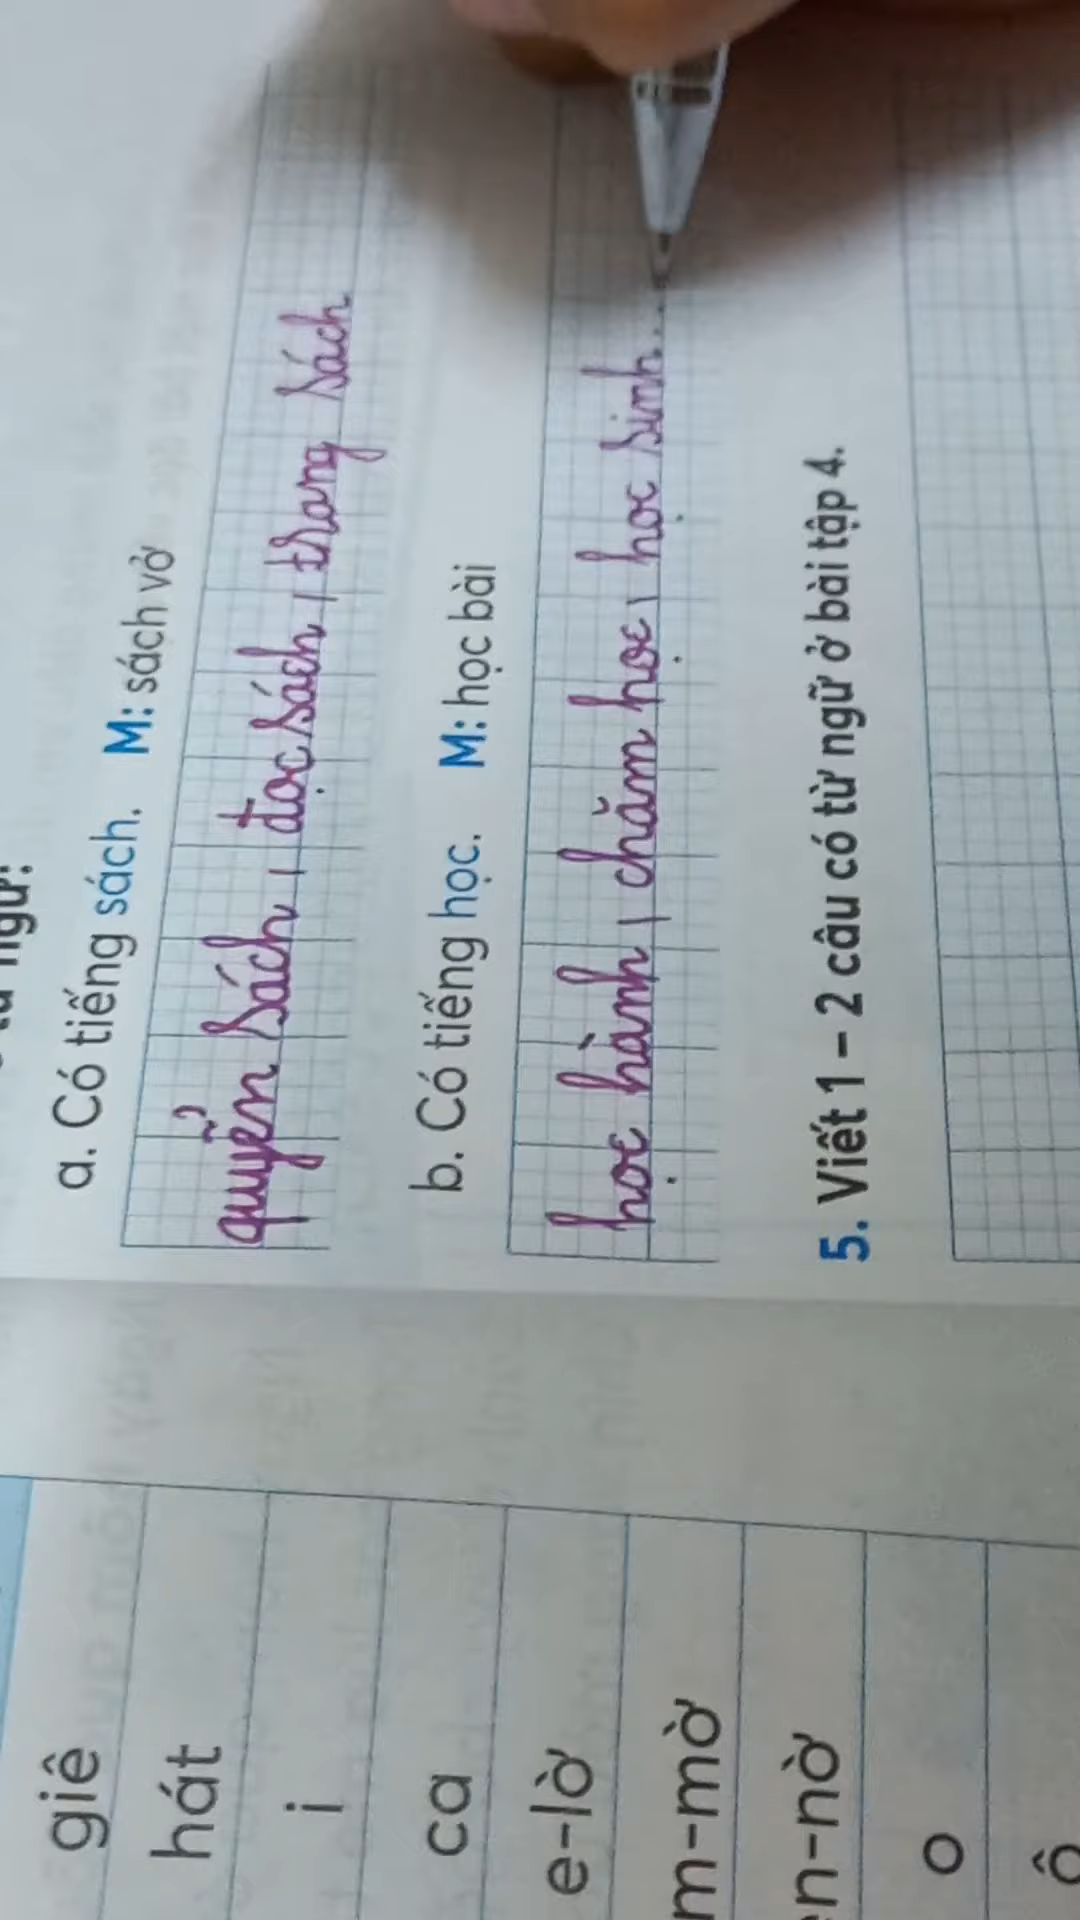 a. Có tiếng sách. M: sách vở
quyển sách, đọc sách, trang sách
b. Có tiếng học. M: học bài
học hành, chăm học, học sinh...
5. Viết 1 – 2 câu có từ ngữ ở bài tập 4.
giê
hát
i
ca
e-lờ
m-mờ
en-nờ
o
ô